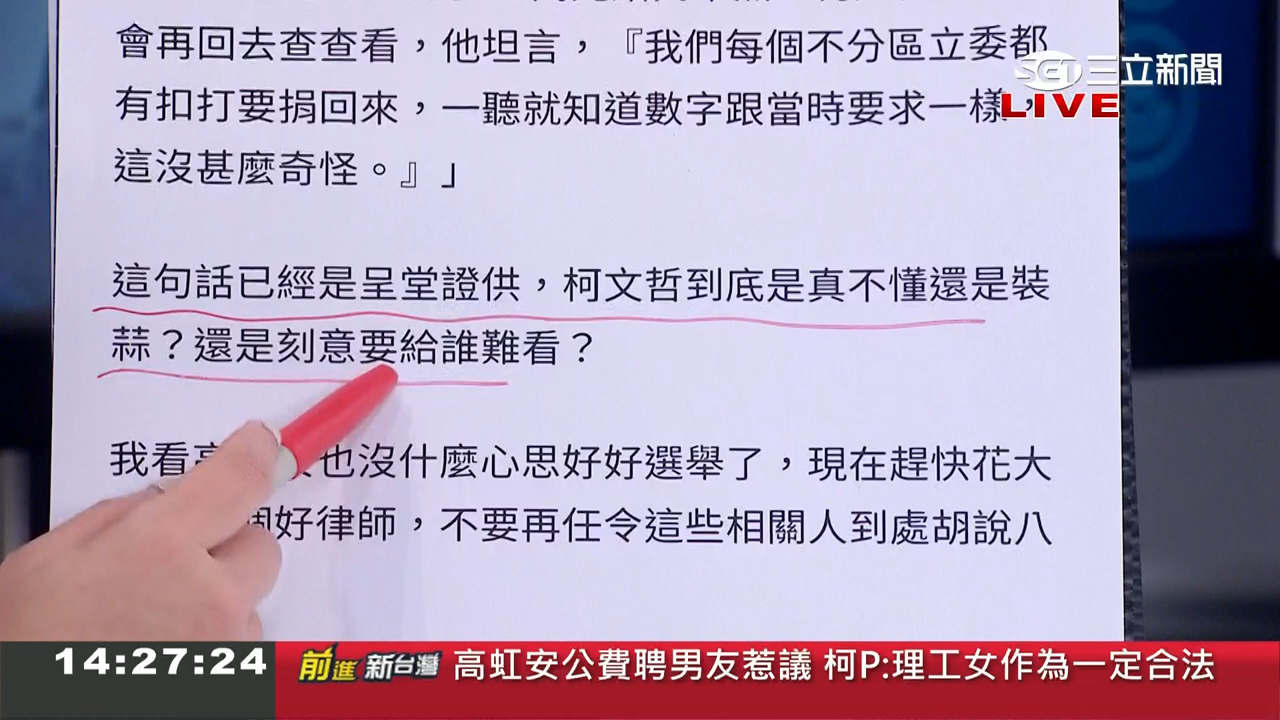 會再回去查查看，他坦言，『我們每個不分區立委都
有扣打要捐回來，一聽就知道數字跟當時要求一樣，
這沒甚麼奇怪。』」
SET三立新聞
LIVE
這句話已經是呈堂證供，柯文哲到底是真不懂還是裝
蒜？還是刻意要給誰難看？
我看高 也沒什麼心思好好選舉了，現在趕快花大
個好律師，不要再任令這些相關人到處胡說八
14:27:24
前進新台灣
高虹安公費聘男友惹議 柯P:理工女作為一定合法